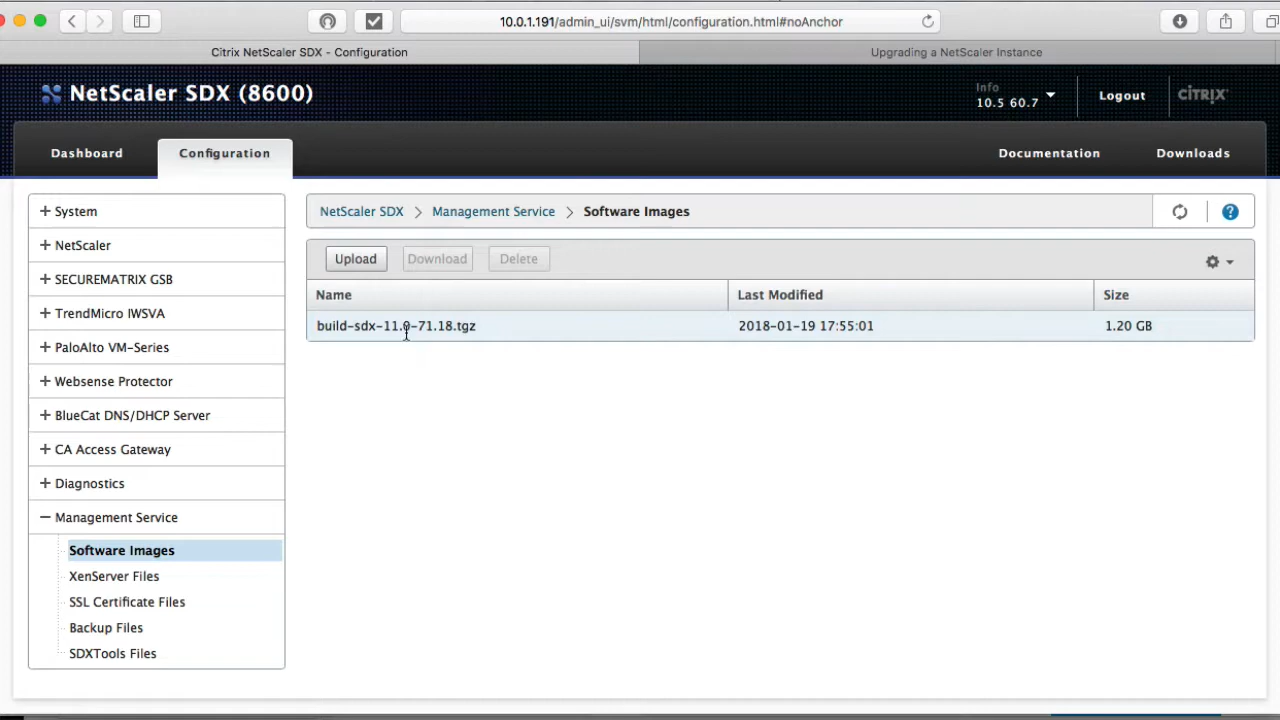 10.0.1.191/admin_ui/svm/html/configuration.html#noAnchor
Citrix NetScaler SDX - Configuration
Upgrading a NetScaler Instance
NetScaler SDX (8600)
Info
10.5 60.7
Logout
CİTRIX
Dashboard
Configuration
Documentation
Downloads
+ System
+ NetScaler
+ SECUREMATRIX GSB
+ TrendMicro IWSVA
+ PaloAlto VM-Series
+ Websense Protector
+ BlueCat DNS/DHCP Server
+ CA Access Gateway
+ Diagnostics
− Management Service
Software Images
XenServer Files
SSL Certificate Files
Backup Files
SDXTools Files
NetScaler SDX > Management Service > Software Images
?
Upload
Download
Delete
Name
Last Modified
Size
build-sdx-11.0-71.18.tgz
2018-01-19 17:55:01
1.20 GB